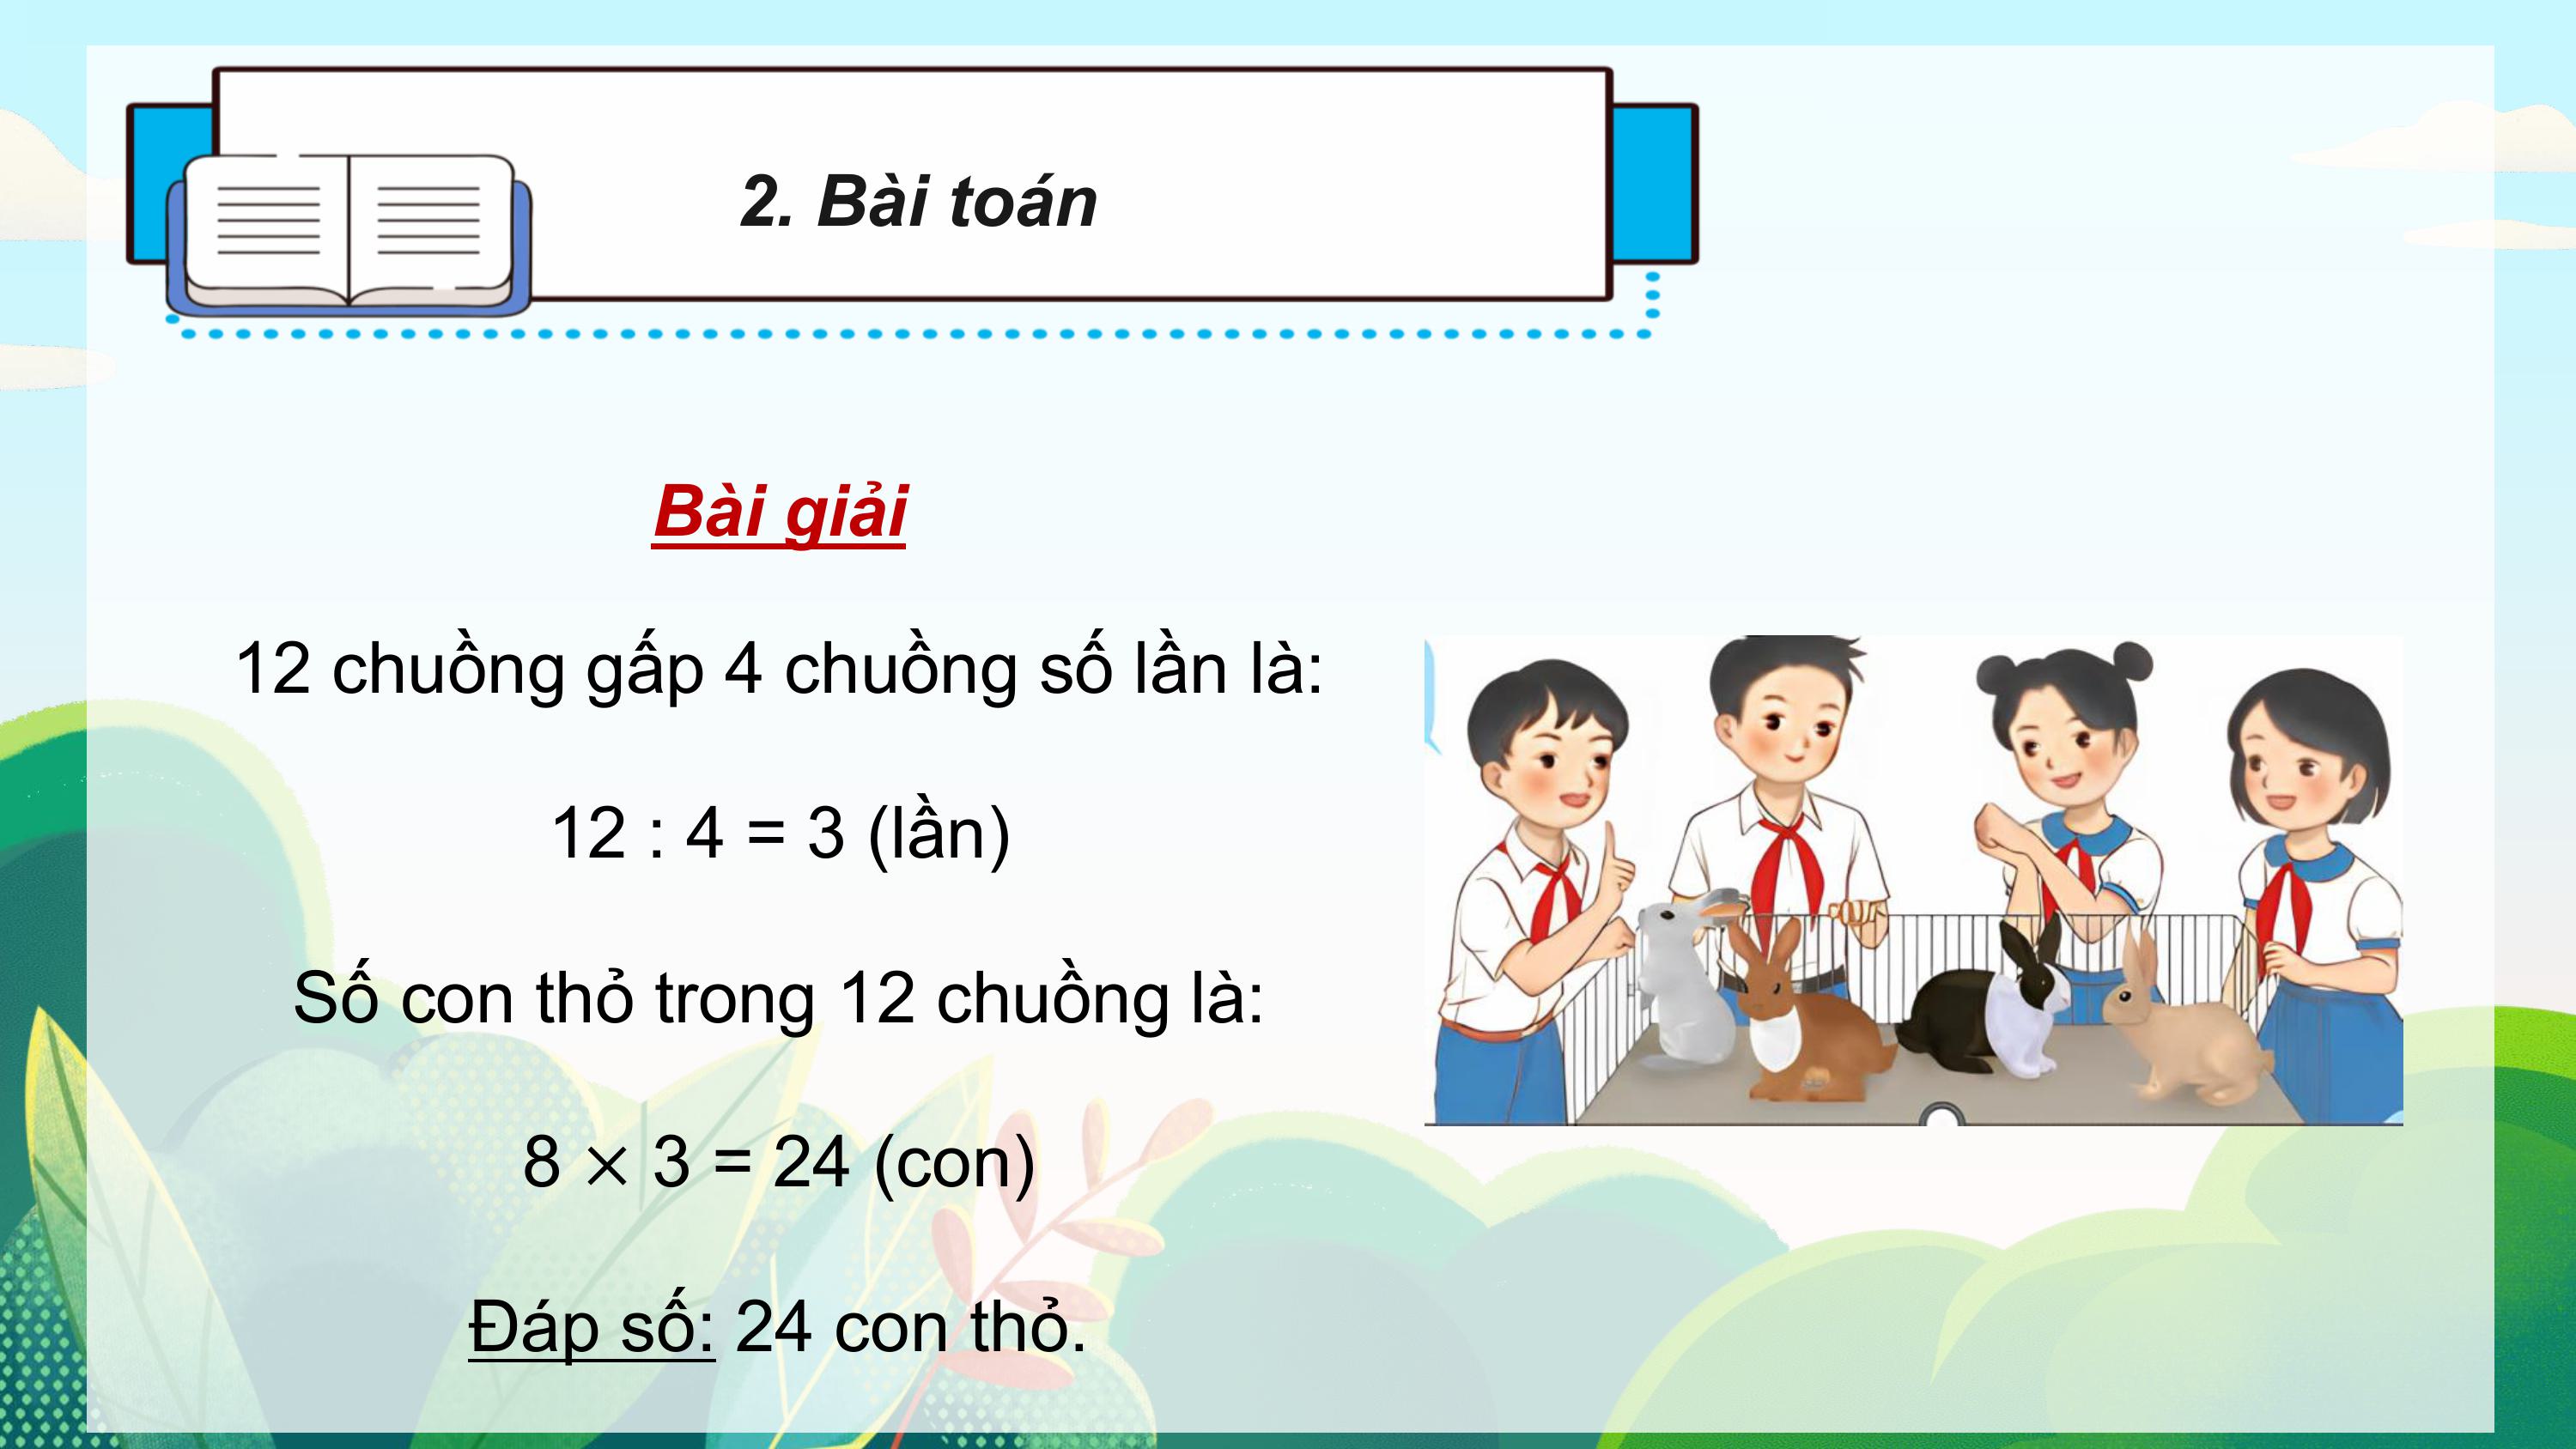 2. Bài toán
Bài giải
12 chuồng gấp 4 chuồng số lần là:
12 : 4 = 3 (lần)
Số con thỏ trong 12 chuồng là:
8 × 3 = 24 (con)
Đáp số: 24 con thỏ.